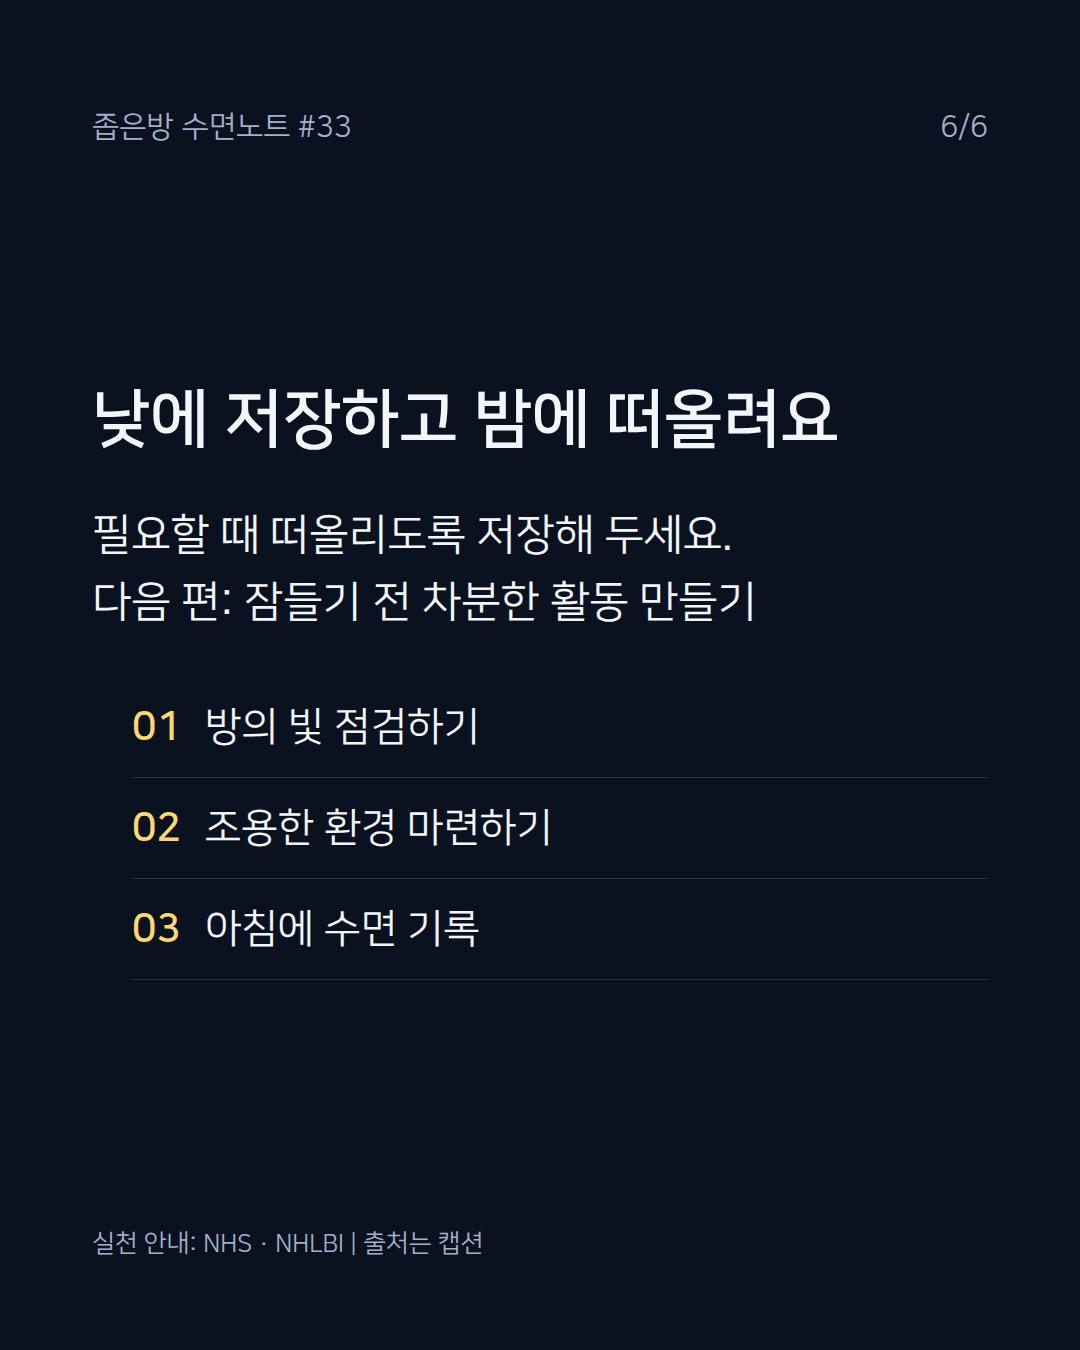 좁은방 수면노트 #33
6/6
낮에 저장하고 밤에 떠올려요
필요할 때 떠올리도록 저장해 두세요.
다음 편: 잠들기 전 차분한 활동 만들기
01 방의 빛 점검하기
02 조용한 환경 마련하기
03 아침에 수면 기록
실천 안내: NHS · NHLBI | 출처는 캡션